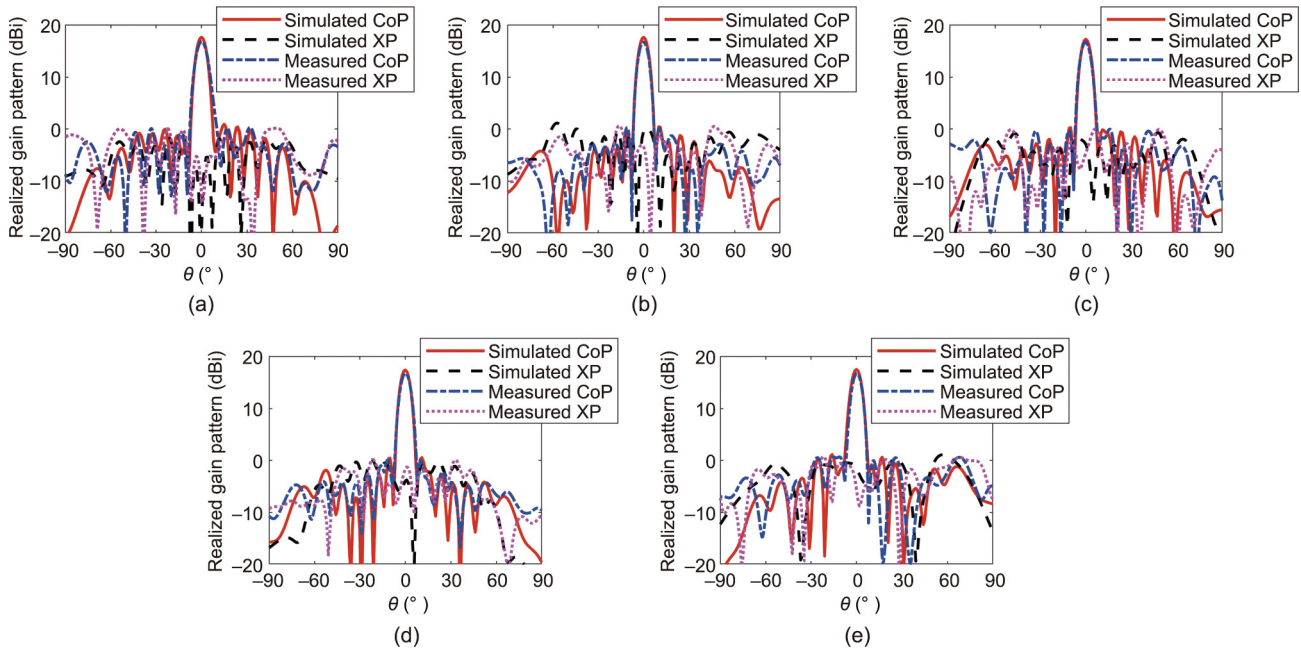 Realized gain pattern (dBi)
20
10
0
–10
–20
–90
–60
–30
0
30
60
90
θ (°)
Simulated CoP
Simulated XP
Measured CoP
Measured XP
(a)
Realized gain pattern (dBi)
20
10
0
–10
20
–90
–60
–30
0
30
60
90
θ (°)
Simulated CoP
Simulated XP
Measured CoP
Measured XP
(b)
Realized gain pattern (dBi)
20
10
0
–10
20
–90
–60
–30
0
30
60
90
θ (°)
Simulated CoP
Simulated XP
Measured CoP
Measured XP
(c)
Realized gain pattern (dBi)
20
10
0
–10
–20
–90
–60
–30
0
30
60
90
θ (°)
Simulated CoP
Simulated XP
Measured CoP
Measured XP
(d)
Realized gain pattern (dBi)
20
10
0
–10
–20
–90
–60
–30
0
30
60
90
θ (°)
Simulated CoP
Simulated XP
Measured CoP
Measured XP
(e)